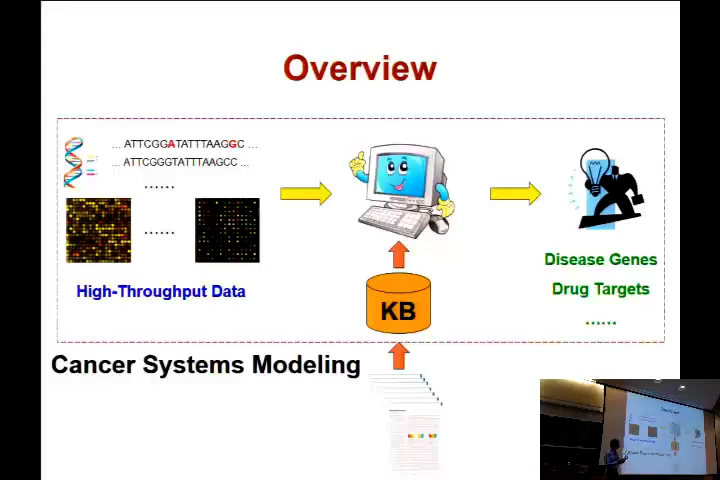 Overview
... ATTCGGATATTTAAGGC ...
... ATTCGGGTATTTAAGCC ...
......
......
High-Throughput Data
KB
Disease Genes
Drug Targets
......
Cancer Systems Modeling